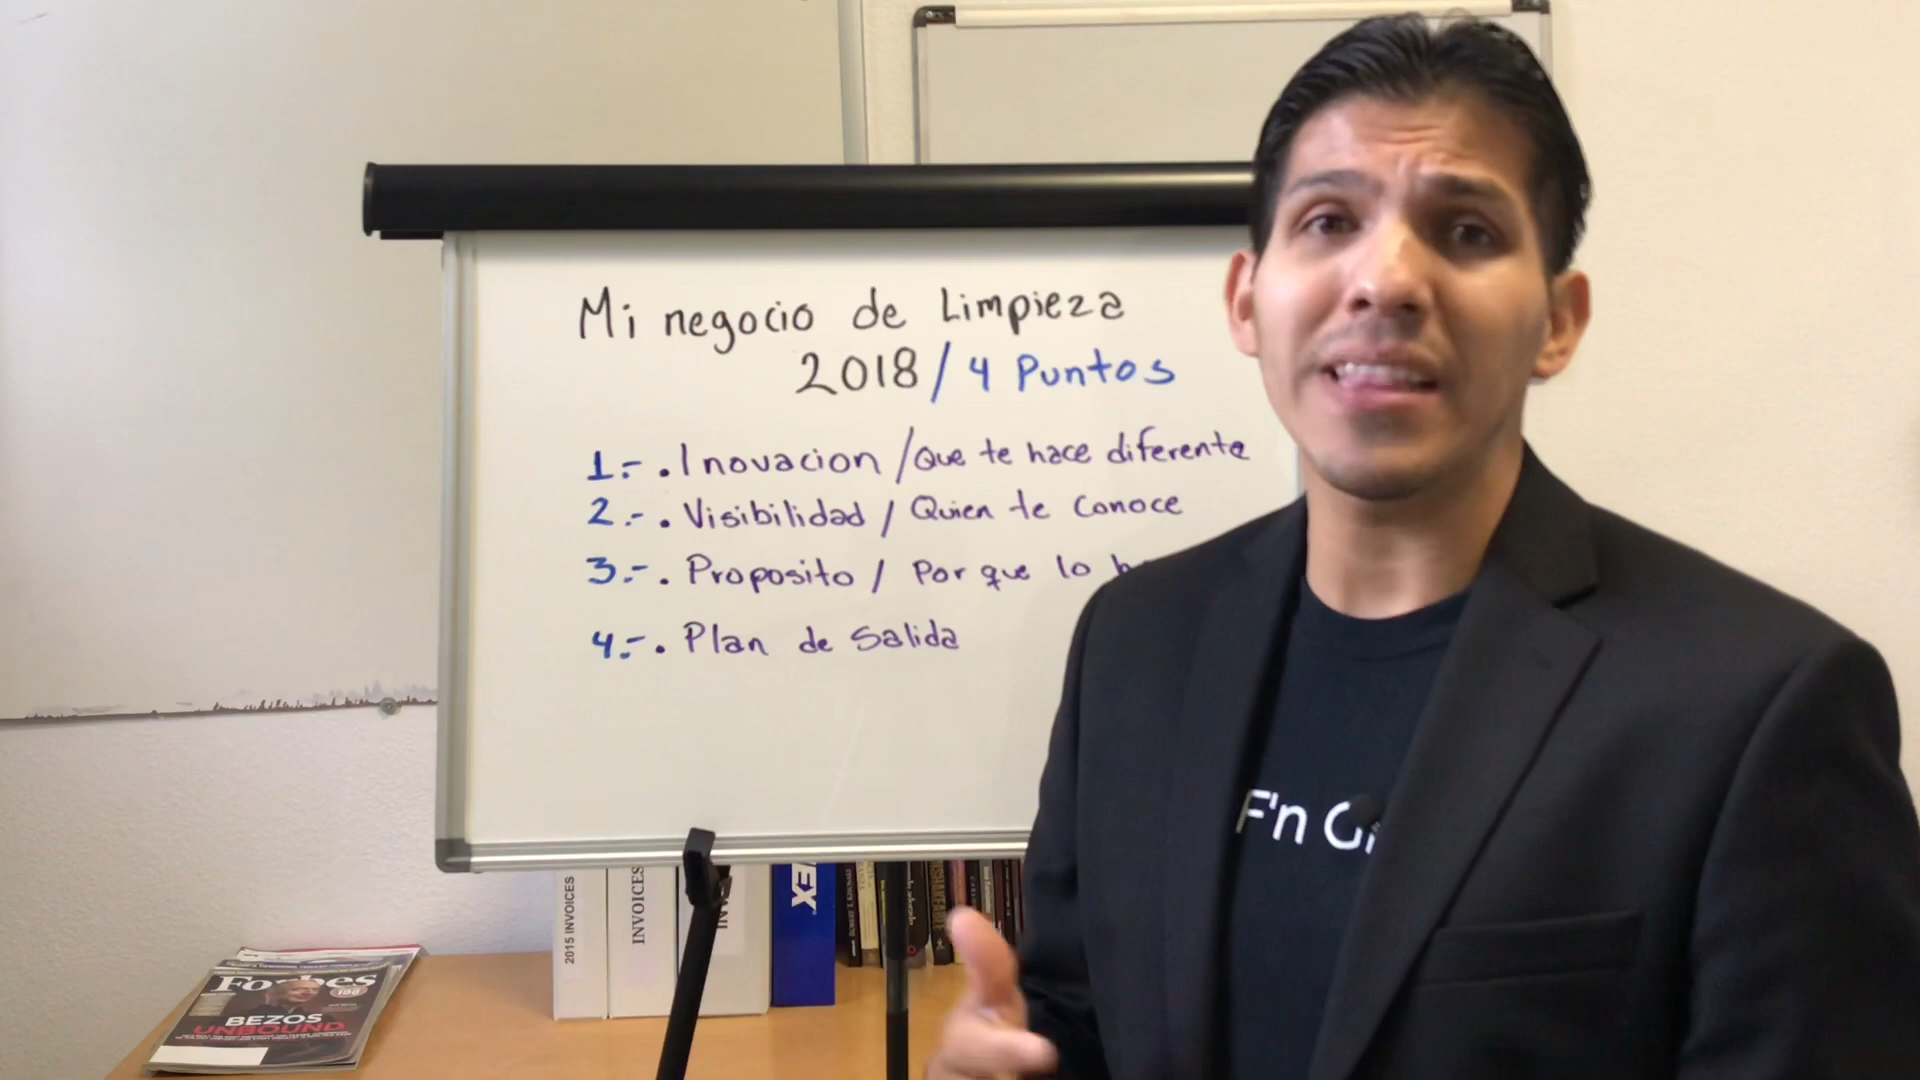 Mi negocio de Limpieza
2018 / 4 Puntos
1.- . Inovacion / Que te hace diferente
2.- . Visibilidad / Quien te Conoce
3.- . Proposito / Por que lo
4.- . Plan de Salida
F'n
2015 INVOICES
INVOICES
Forbes
BEZOS
UNBOUND